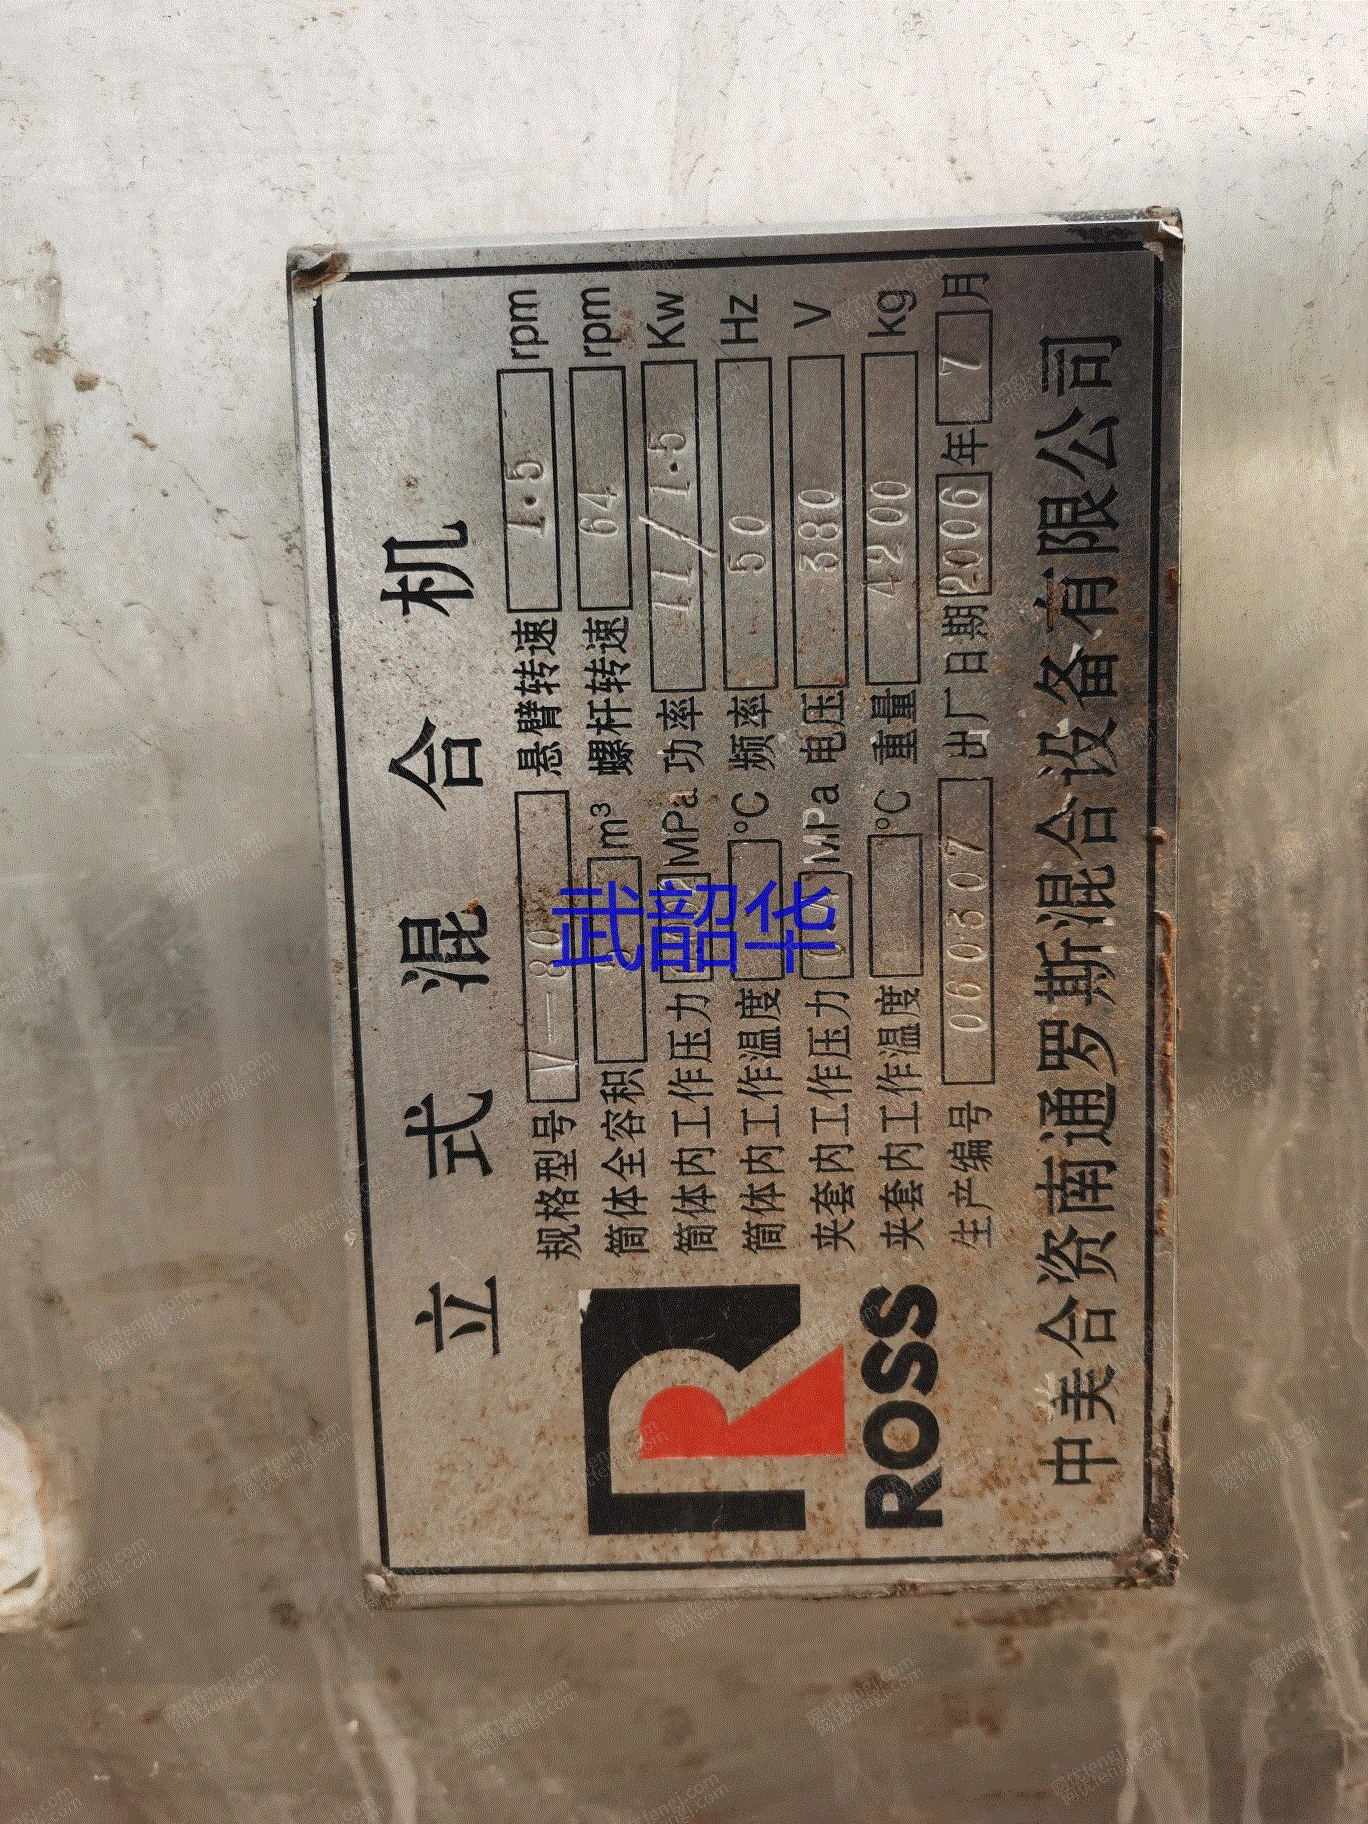 立式混合机
规格型号 V—80 悬臂转速 1.5 rpm
筒体全容积 m³ 螺杆转速 64 rpm
筒体内工作压力 MPa 功率 11/1.5 Kw
筒体内工作温度 °C 频率 50 Hz
夹套内工作压力 MPa 电压 380 V
夹套内工作温度 °C 重量 4200 kg
生产编号 060307 出厂日期 2006 年 7 月
ROSS
中美合资南通罗斯混合设备有限公司
武韶华